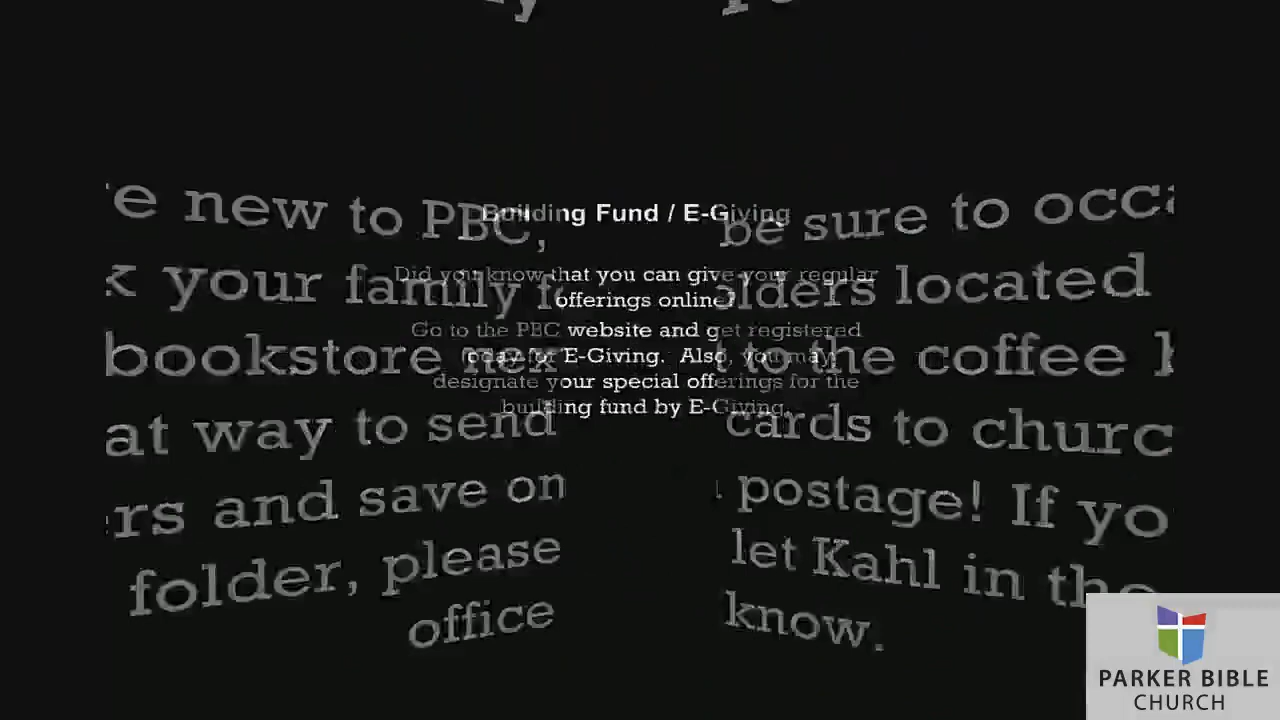 e new to PBC, be sure to occ
your family f olders located
bookstore nex t to the coffee
at way to send cards to churc
rs and save on postage! If yo
folder, please let Kahl in the
office know.
Building Fund / E-Giving
Did you know that you can give your regular
offerings online?
Go to the PBC website and get registered
today for E-Giving. Also, you may
designate your special offerings for the
building fund by E-Giving.
PARKER BIBLE
CHURCH